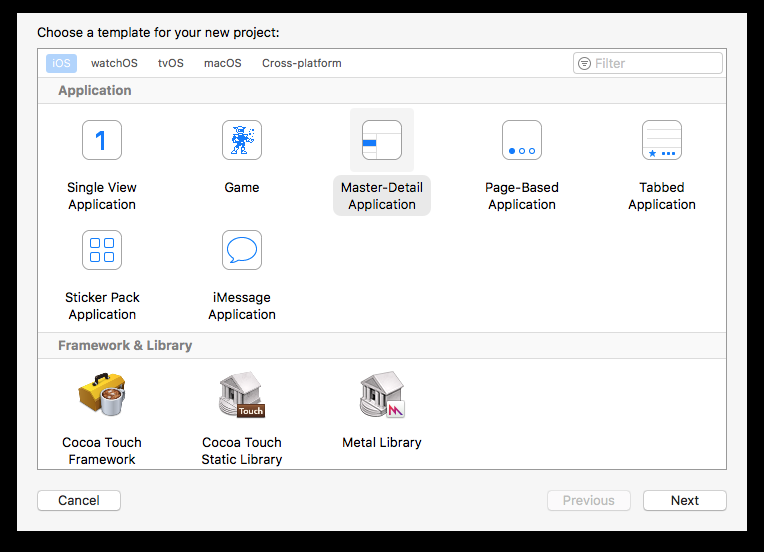 Choose a template for your new project:
iOS watchOS tvOS macOS Cross-platform Filter
Application
1
Single View Application
Game
Master-Detail Application
Page-Based Application
Tabbed Application
Sticker Pack Application
iMessage Application
Framework & Library
Touch
Cocoa Touch Framework
Cocoa Touch Static Library
Metal Library
Cancel Previous Next